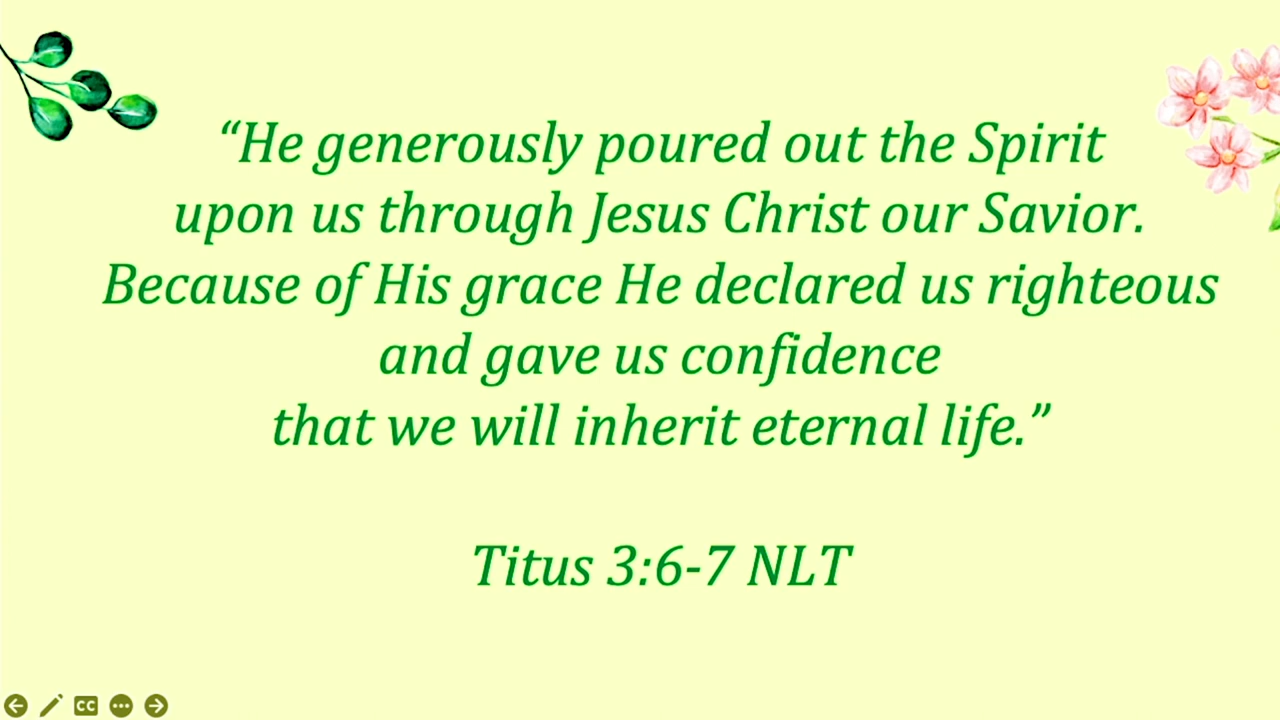 “He generously poured out the Spirit
upon us through Jesus Christ our Savior.
Because of His grace He declared us righteous
and gave us confidence
that we will inherit eternal life.”
Titus 3:6-7 NLT
CC